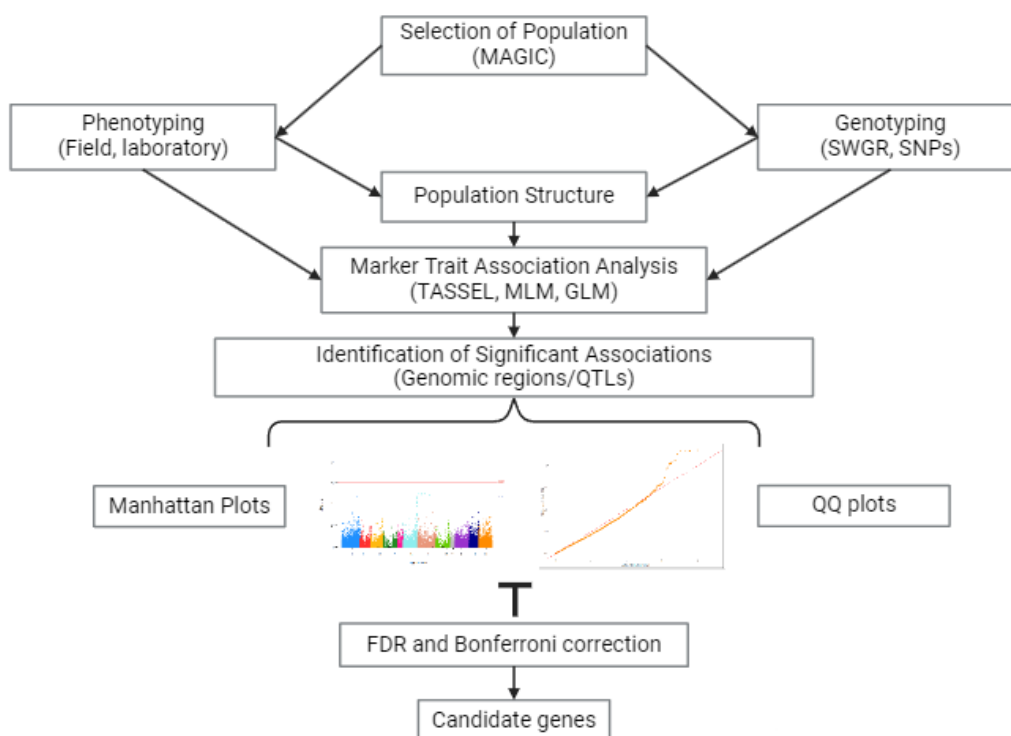 Selection of Population
(MAGIC)
Phenotyping
(Field, laboratory)
Genotyping
(SWGR, SNPs)
Population Structure
Marker Trait Association Analysis
(TASSEL, MLM, GLM)
Identification of Significant Associations
(Genomic regions/QTLs)
Manhattan Plots
QQ plots
FDR and Bonferroni correction
Candidate genes